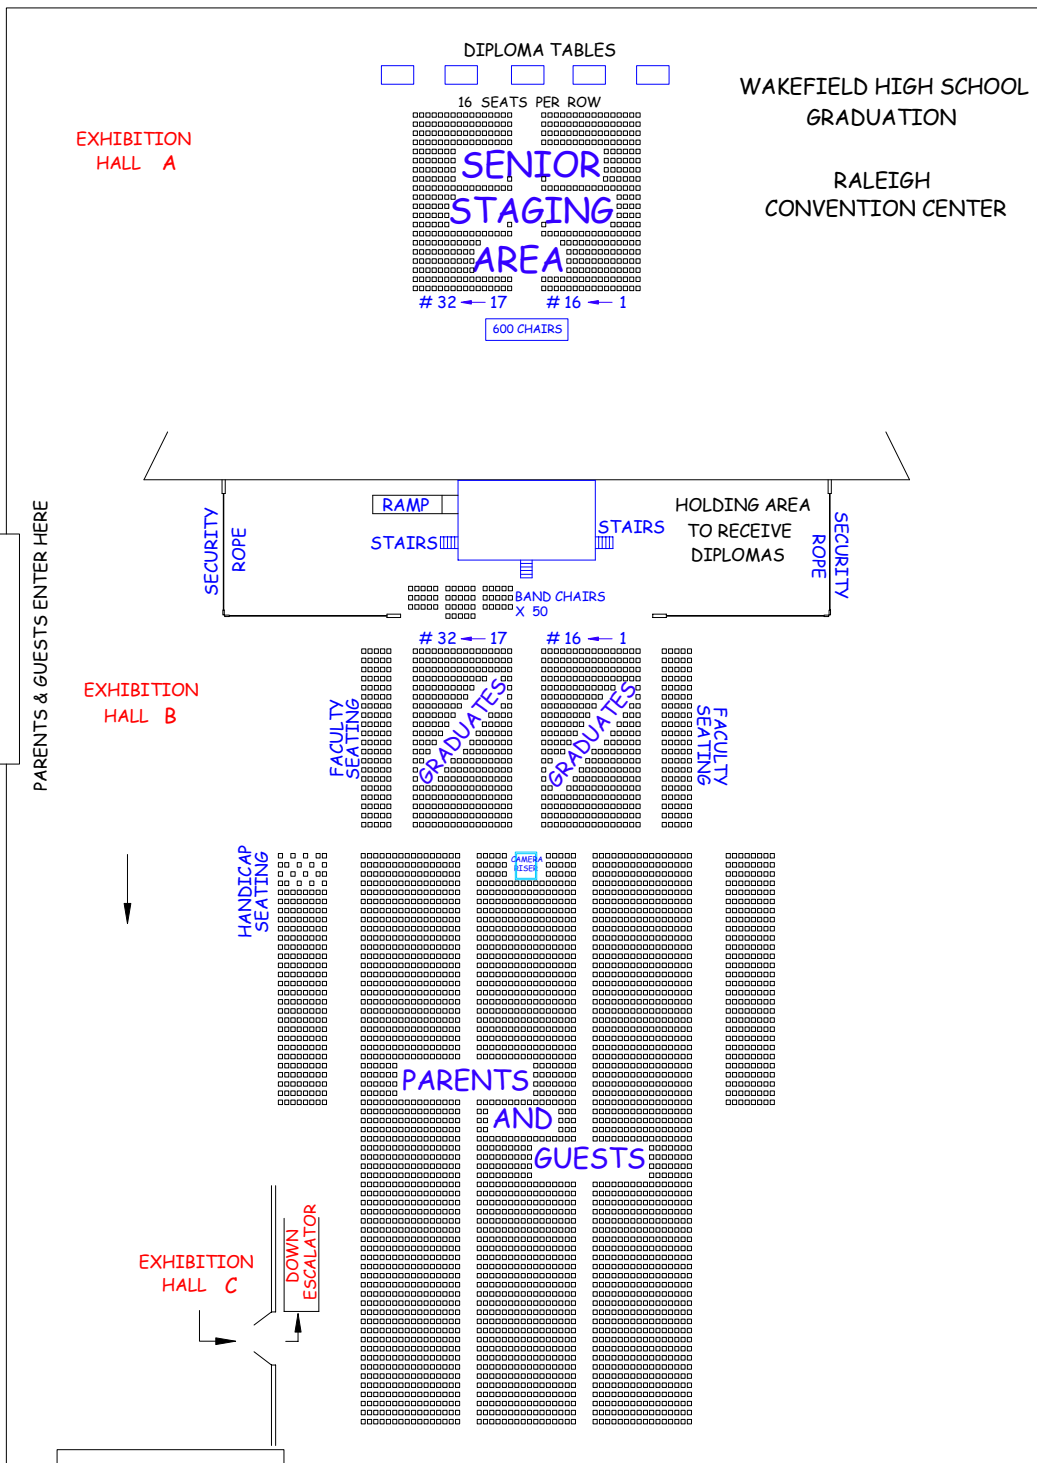 DIPLOMA TABLES
16 SEATS PER ROW
WAKEFIELD HIGH SCHOOL
GRADUATION
RALEIGH
CONVENTION CENTER
EXHIBITION
HALL A
SENIOR
STAGING
AREA
# 32 ← 17
# 16 ← 1
600 CHAIRS
RAMP
STAIRS
STAIRS
HOLDING AREA
TO RECEIVE
DIPLOMAS
SECURITY
ROPE
SECURITY
ROPE
BAND CHAIRS
X 50
# 32 ← 17
# 16 ← 1
PARENTS & GUESTS ENTER HERE
EXHIBITION
HALL B
FACULTY
SEATING
GRADUATES
GRADUATES
FACULTY
SEATING
HANDICAP
SEATING
CAMERA
RISER
PARENTS
AND
GUESTS
EXHIBITION
HALL C
DOWN
ESCALATOR